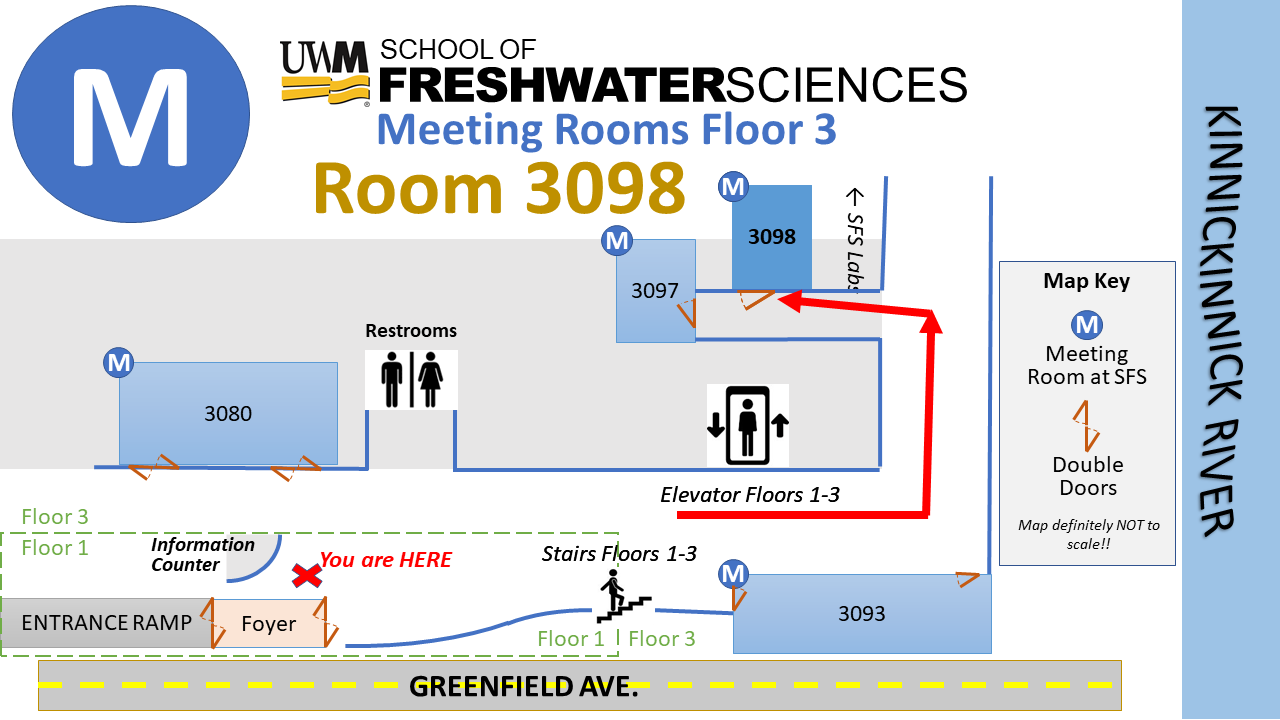 M
UWM
®
SCHOOL OF
FRESHWATERSCIENCES
Meeting Rooms Floor 3
Room 3098
M
3098
← SFS Labs
M
3097
Restrooms
M
3080
Elevator Floors 1-3
Floor 3
Floor 1
Information
Counter
You are HERE
Stairs Floors 1-3
M
3093
ENTRANCE RAMP
Foyer
Floor 1
Floor 3
GREENFIELD AVE.
Map Key
M
Meeting
Room at SFS
Double
Doors
Map definitely NOT to
scale!!
KINNICKINNICK RIVER